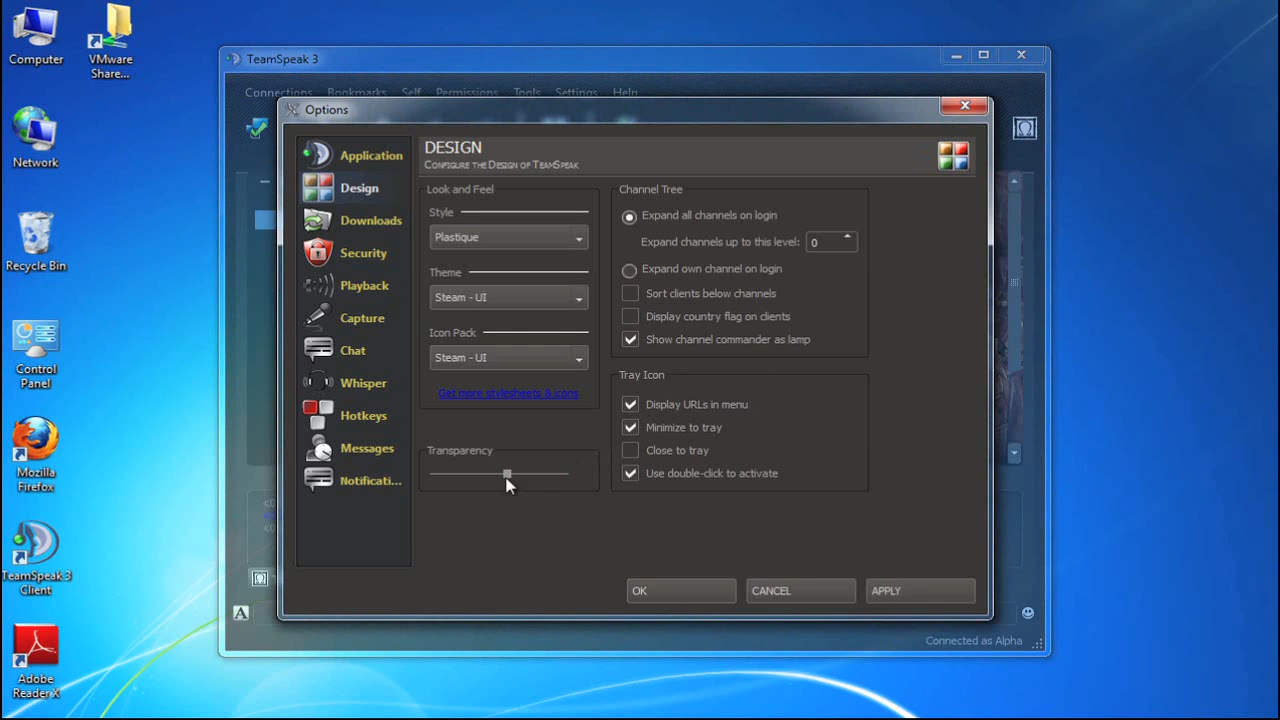 Computer
VMware
Share...
Network
Recycle Bin
Control
Panel
Mozilla
Firefox
TeamSpeak 3
Client
Adobe
Reader X
TeamSpeak 3
Connections Bookmarks Self Permissions Tools Settings Help
Options
Application
Design
Downloads
Security
Playback
Capture
Chat
Whisper
Hotkeys
Messages
Notificati...
DESIGN
Configure the Design of TeamSpeak
Look and Feel
Style
Plastique
Theme
Steam - UI
Icon Pack
Steam - UI
Get more stylesheets & icons
Transparency
Channel Tree
Expand all channels on login
Expand channels up to this level: 0
Expand own channel on login
Sort clients below channels
Display country flag on clients
Show channel commander as lamp
Tray Icon
Display URLs in menu
Minimize to tray
Close to tray
Use double-click to activate
OK CANCEL APPLY
A
Connected as Alpha